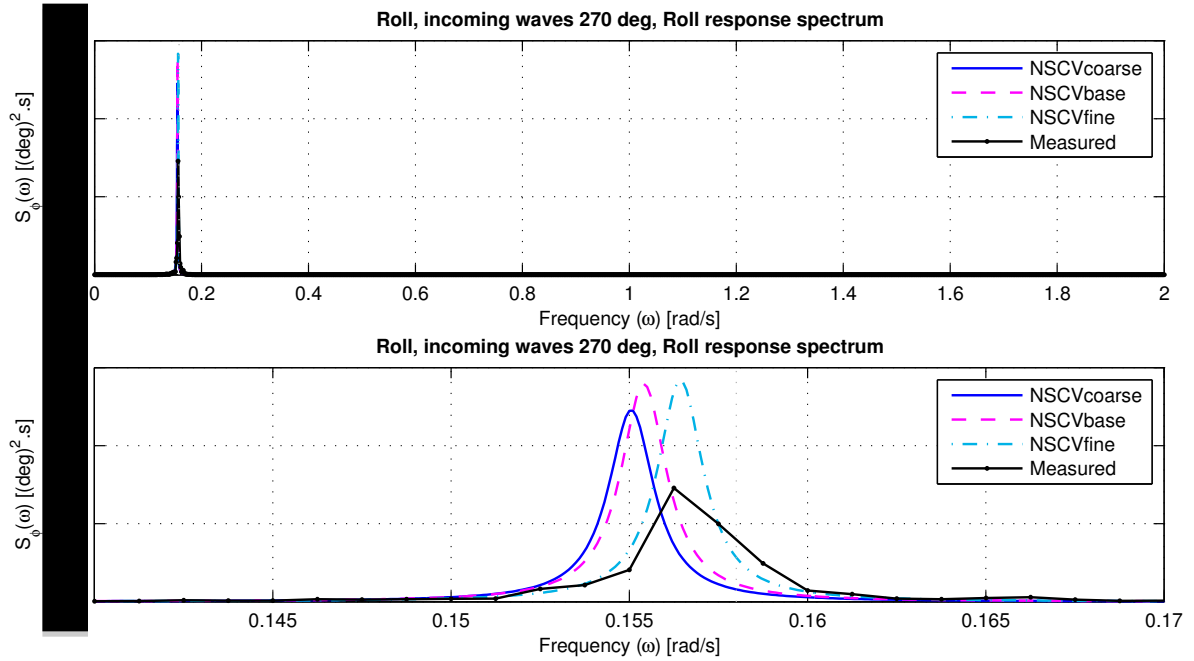 Roll, incoming waves 270 deg, Roll response spectrum
S_ϕ(ω) [(deg)².s]
NSCVcoarse
NSCVbase
NSCVfine
Measured
0 0.2 0.4 0.6 0.8 1 1.2 1.4 1.6 1.8 2
Frequency (ω) [rad/s]
Roll, incoming waves 270 deg, Roll response spectrum
S_ϕ(ω) [(deg)².s]
NSCVcoarse
NSCVbase
NSCVfine
Measured
0.145 0.15 0.155 0.16 0.165 0.17
Frequency (ω) [rad/s]